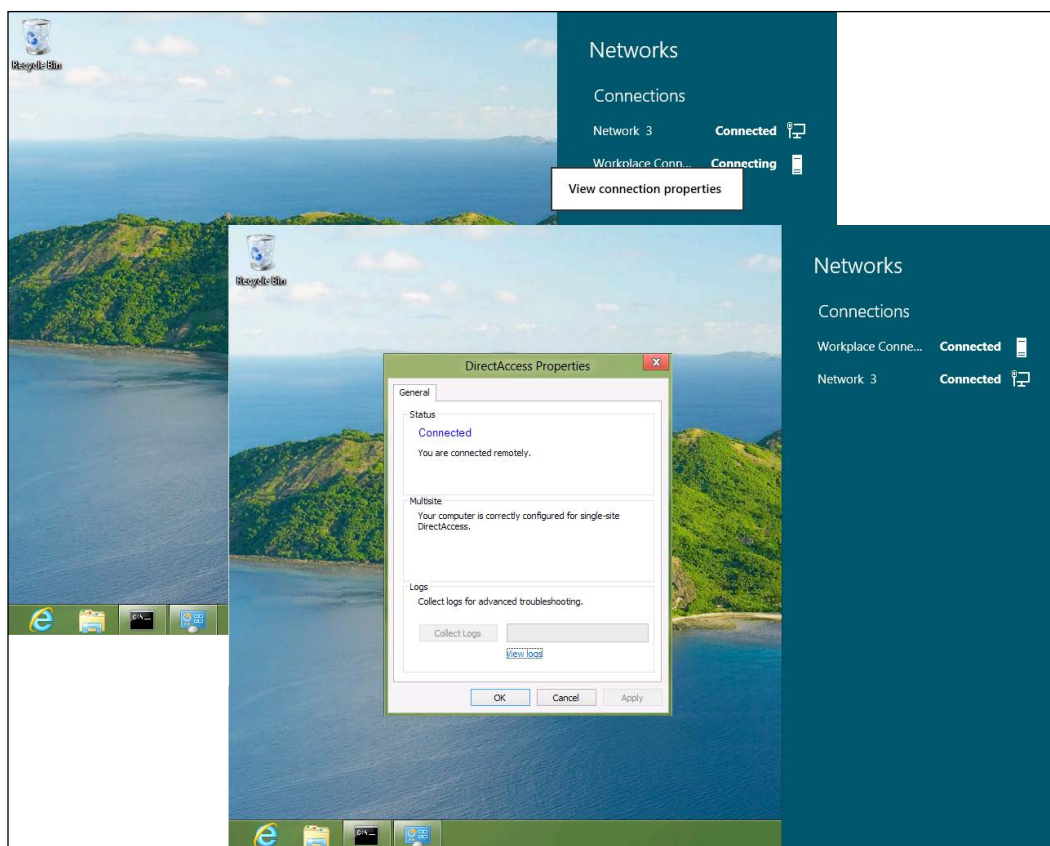 Recycle Bin
Networks
Connections
Network 3 Connected
Workplace Conn... Connecting
View connection properties
Recycle Bin
Networks
Connections
Workplace Conne... Connected
Network 3 Connected
DirectAccess Properties
General
Status
Connected
You are connected remotely.
Multisite
Your computer is correctly configured for single-site
DirectAccess.
Logs
Collect logs for advanced troubleshooting.
Collect Logs
View logs
OK Cancel Apply